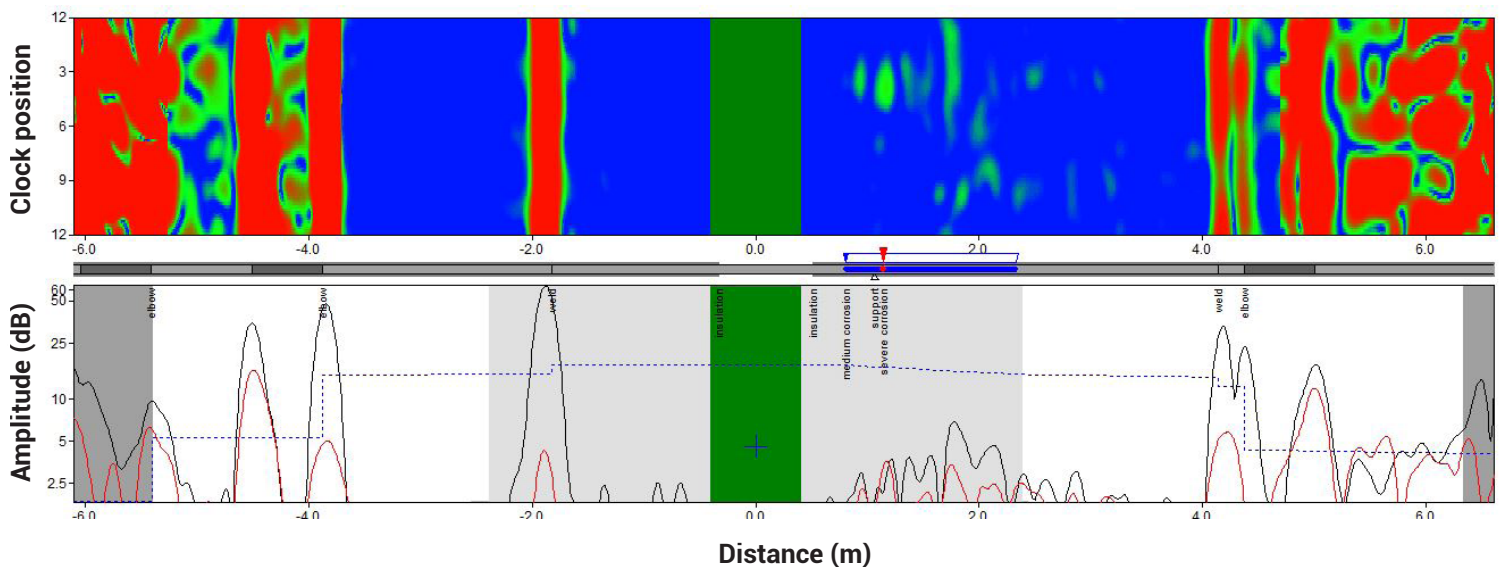 Clock position
12
3
6
9
12
-6.0 -4.0 -2.0 0.0 2.0 4.0 6.0
Amplitude (dB)
60
50
25
10
5
2.5
elbow
elbow
weld
insulation
insulation
medium corrosion
support
severe corrosion
weld
elbow
-6.0 -4.0 -2.0 0.0 2.0 4.0 6.0
Distance (m)